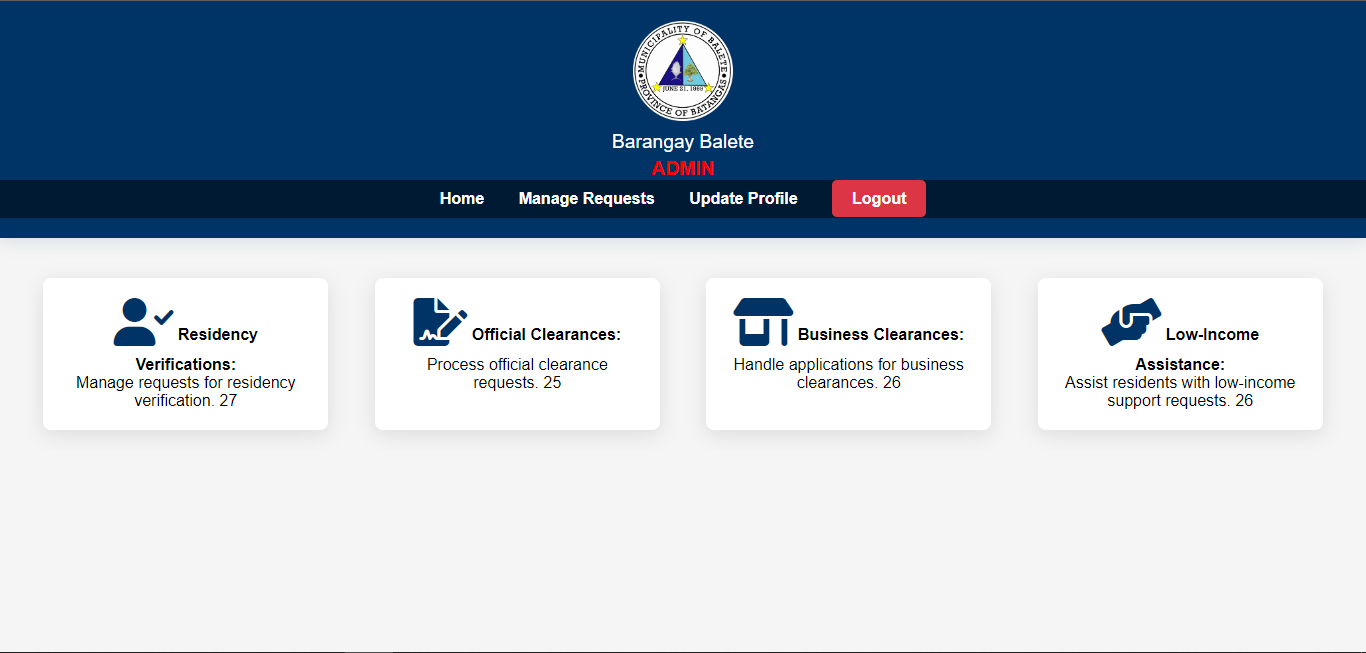 MUNICIPALITY OF BALETE
JUNE 21, 1969
PROVINCE OF BATANGAS
Barangay Balete
ADMIN
Home Manage Requests Update Profile Logout
Residency
Verifications:
Manage requests for residency
verification. 27
Official Clearances:
Process official clearance
requests. 25
Business Clearances:
Handle applications for business
clearances. 26
Low-Income
Assistance:
Assist residents with low-income
support requests. 26